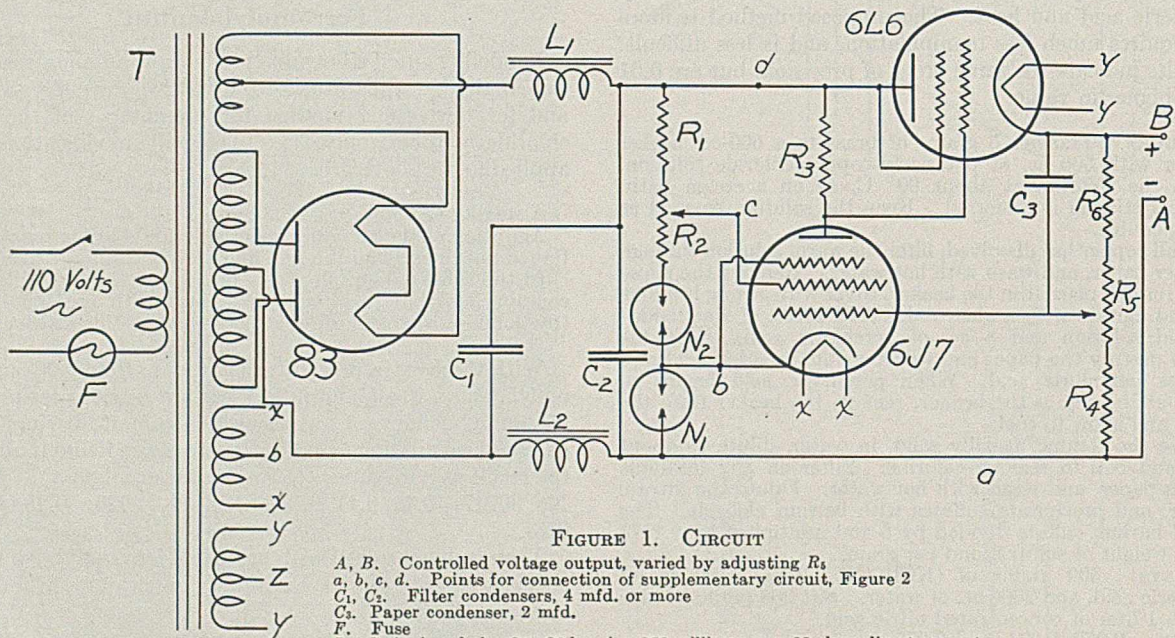 T
L₁
6L6
y
y
d
B
+
−
A
R₁
R₃
C₃
R₆
c
R₂
110 Volts
~
R₅
N₂
83
C₁
C₂
6J7
F
b
R₄
L₂
N₁
x x
x
b
x
a
y
Z
y
FIGURE 1. CIRCUIT
A, B. Controlled voltage output, varied by adjusting R₅
a, b, c, d. Points for connection of supplementary circuit, Figure 2
C₁, C₂. Filter condensers, 4 mfd. or more
C₃. Paper condenser, 2 mfd.
F. Fuse